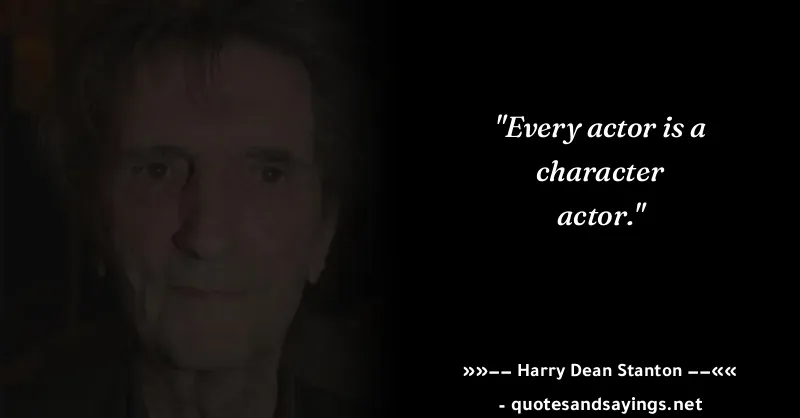 "Every actor is a
character
actor."
»»−− Harry Dean Stanton −−««
- quotesandsayings.net